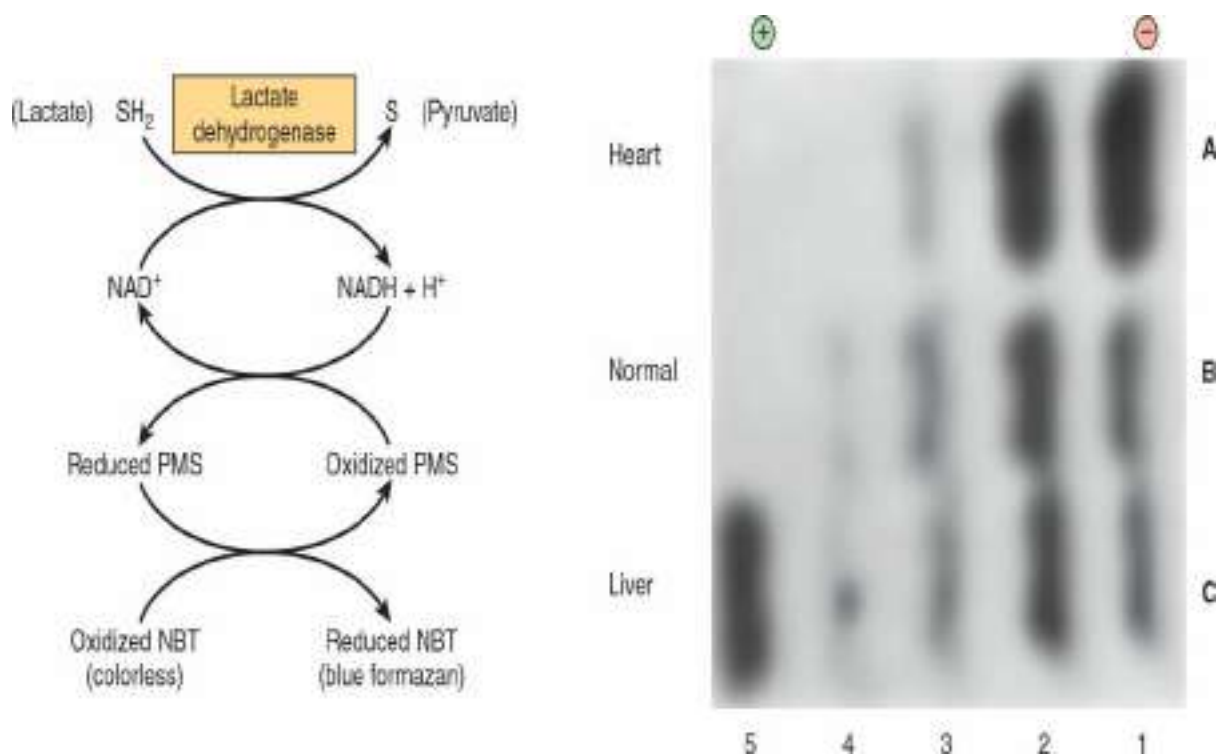 (Lactate) SH₂
Lactate
dehydrogenase
S (Pyruvate)
NAD⁺
NADH + H⁺
Reduced PMS
Oxidized PMS
Oxidized NBT
(colorless)
Reduced NBT
(blue formazan)
+
−
Heart
A
Normal
B
Liver
C
5 4 3 2 1